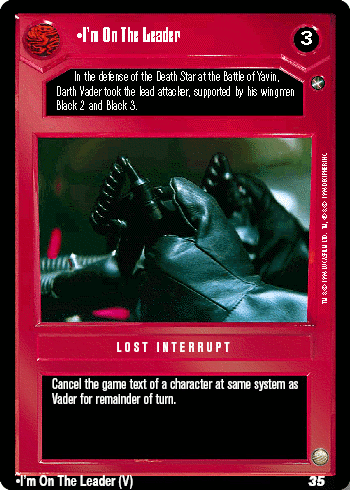 •I'm On The Leader
3
In the defense of the Death Star at the Battle of Yavin,
Darth Vader took the lead attacker, supported by his wingmen
Black 2 and Black 3.
LOST INTERRUPT
Cancel the game text of a character at same system as
Vader for remainder of turn.
•I'm On The Leader (V)
35